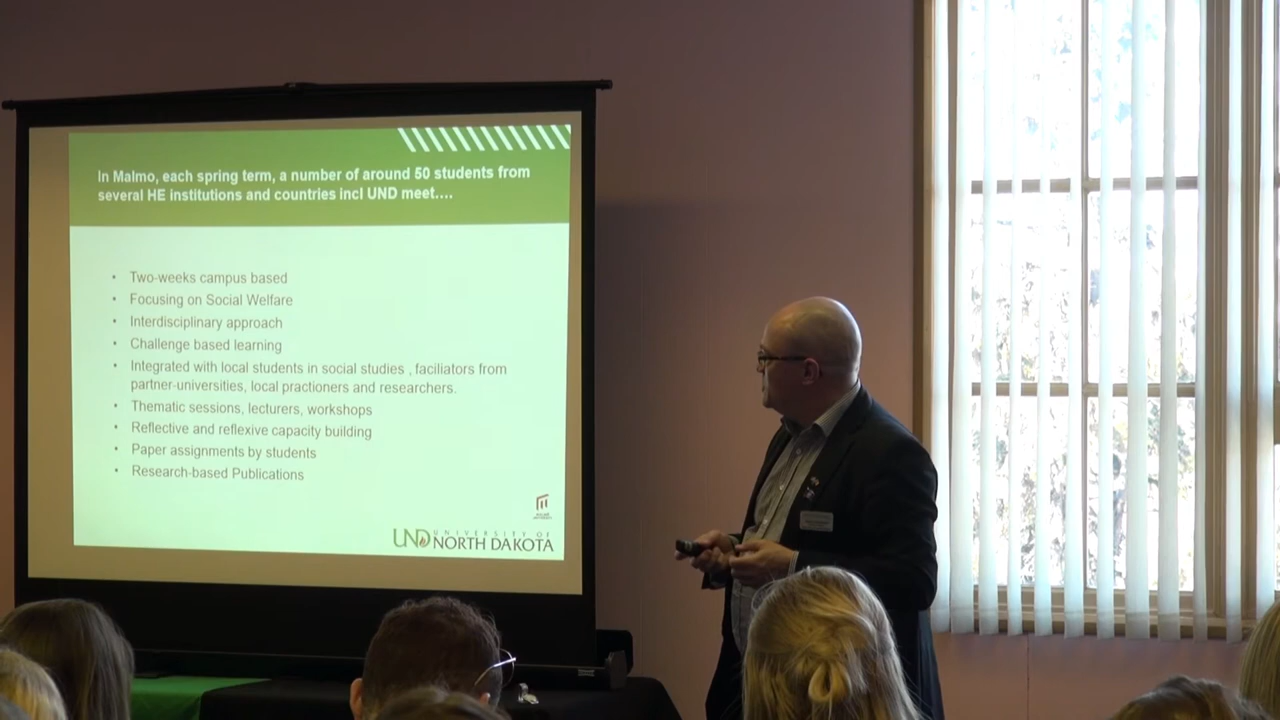 In Malmo, each spring term, a number of around 50 students from
several HE institutions and countries incl UND meet....
• Two-weeks campus based
• Focusing on Social Welfare
• Interdisciplinary approach
• Challenge based learning
• Integrated with local students in social studies , faciliators from
partner-universities, local practioners and researchers.
• Thematic sessions, lecturers, workshops
• Reflective and reflexive capacity building
• Paper assignments by students
• Research-based Publications
UND UNIVERSITY OF
NORTH DAKOTA